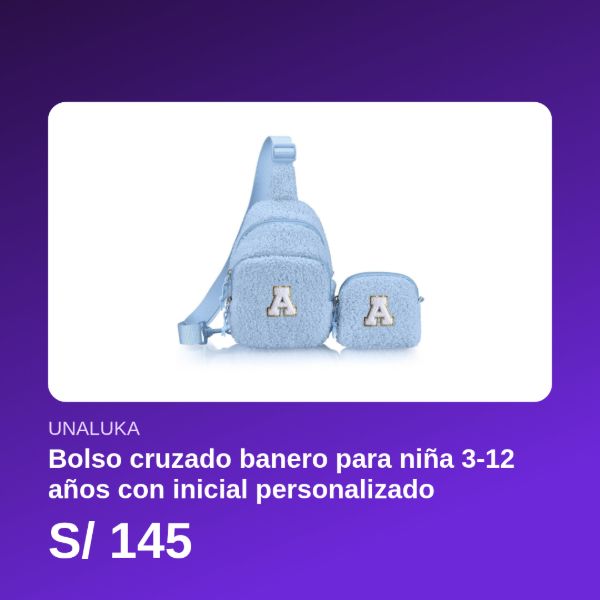 A
A
UNALUKA
Bolso cruzado banero para niña 3-12
años con inicial personalizado
S/ 145